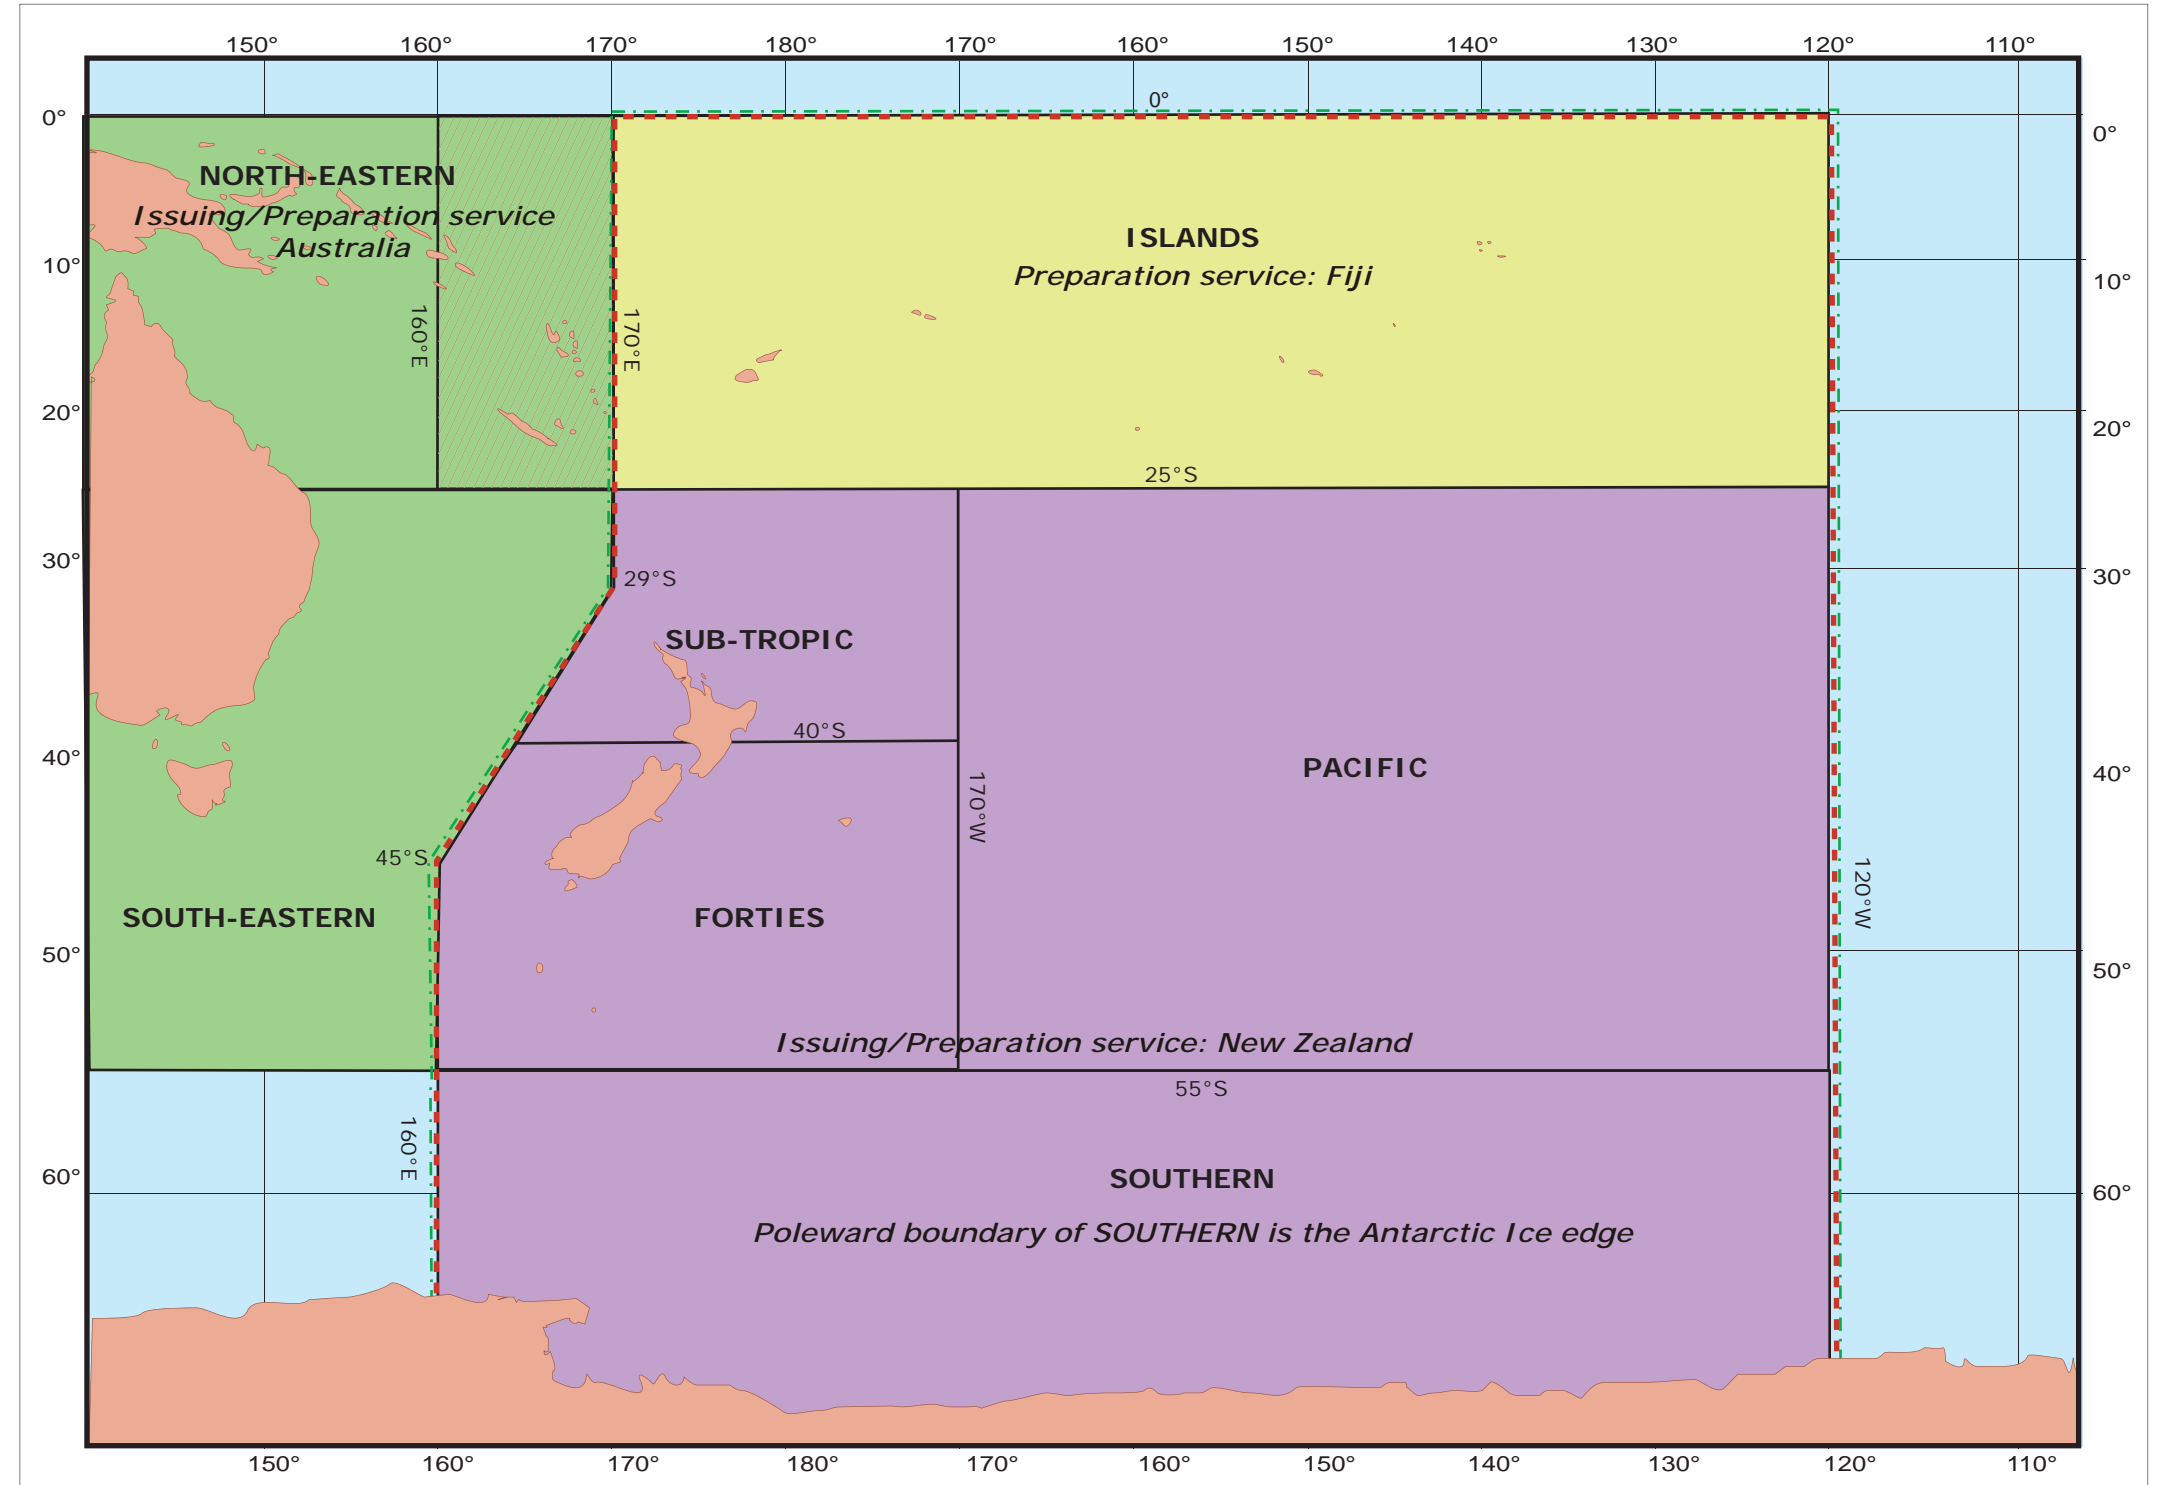 150° 160° 170° 180° 170° 160° 150° 140° 130° 120° 110°
0°
0°
0°
NORTH-EASTERN
Issuing/Preparation service
Australia
ISLANDS
Preparation service: Fiji
10°
10°
160°E
170°E
20°
20°
25°S
30°
30°
29°S
SUB-TROPIC
40°S
40°
40°
PACIFIC
170°W
45°S
120°W
SOUTH-EASTERN
FORTIES
50°
50°
Issuing/Preparation service: New Zealand
55°S
160°E
60°
60°
SOUTHERN
Poleward boundary of SOUTHERN is the Antarctic Ice edge
150° 160° 170° 180° 170° 160° 150° 140° 130° 120° 110°